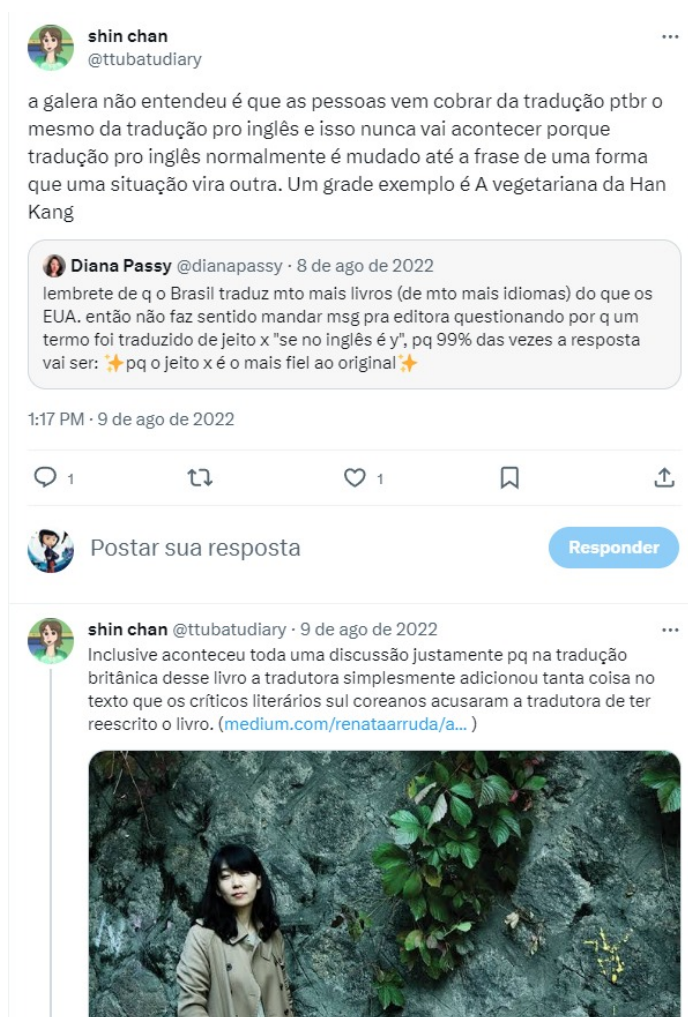 shin chan
@ttubatudiary
a galera não entendeu é que as pessoas vem cobrar da tradução ptbr o
mesmo da tradução pro inglês e isso nunca vai acontecer porque
tradução pro inglês normalmente é mudado até a frase de uma forma
que uma situação vira outra. Um grade exemplo é A vegetariana da Han
Kang
Diana Passy @dianapassy · 8 de ago de 2022
lembrete de q o Brasil traduz mto mais livros (de mto mais idiomas) do que os
EUA. então não faz sentido mandar msg pra editora questionando por q um
termo foi traduzido de jeito x "se no inglês é y", pq 99% das vezes a resposta
vai ser: ✨pq o jeito x é o mais fiel ao original✨
1:17 PM · 9 de ago de 2022
1 1
Postar sua resposta
Responder
shin chan @ttubatudiary · 9 de ago de 2022
Inclusive aconteceu toda uma discussão justamente pq na tradução
britânica desse livro a tradutora simplesmente adicionou tanta coisa no
texto que os críticos literários sul coreanos acusaram a tradutora de ter
reescrito o livro. (medium.com/renataarruda/a... )